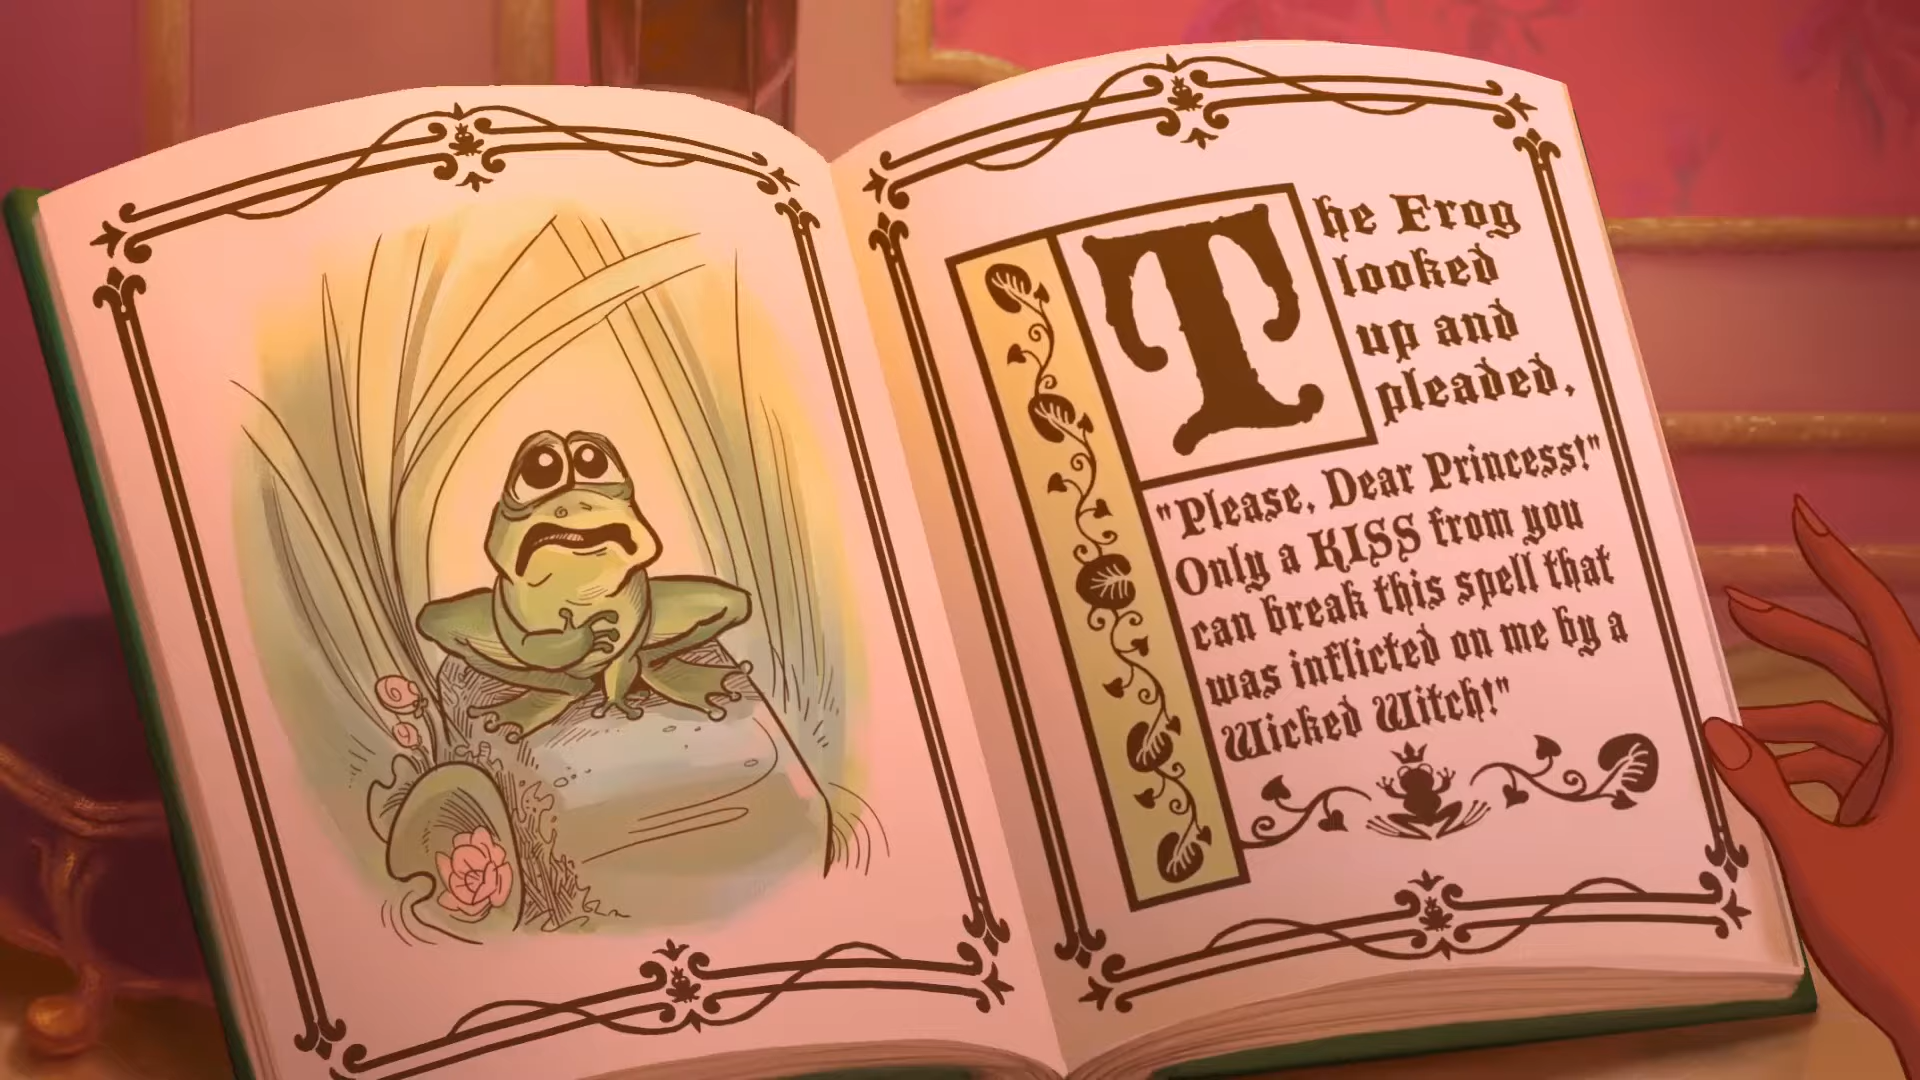 The Frog
looked
up and
pleaded,
"Please, Dear Princess!"
Only a KISS from you
can break this spell that
was inflicted on me by a
Wicked Witch!"